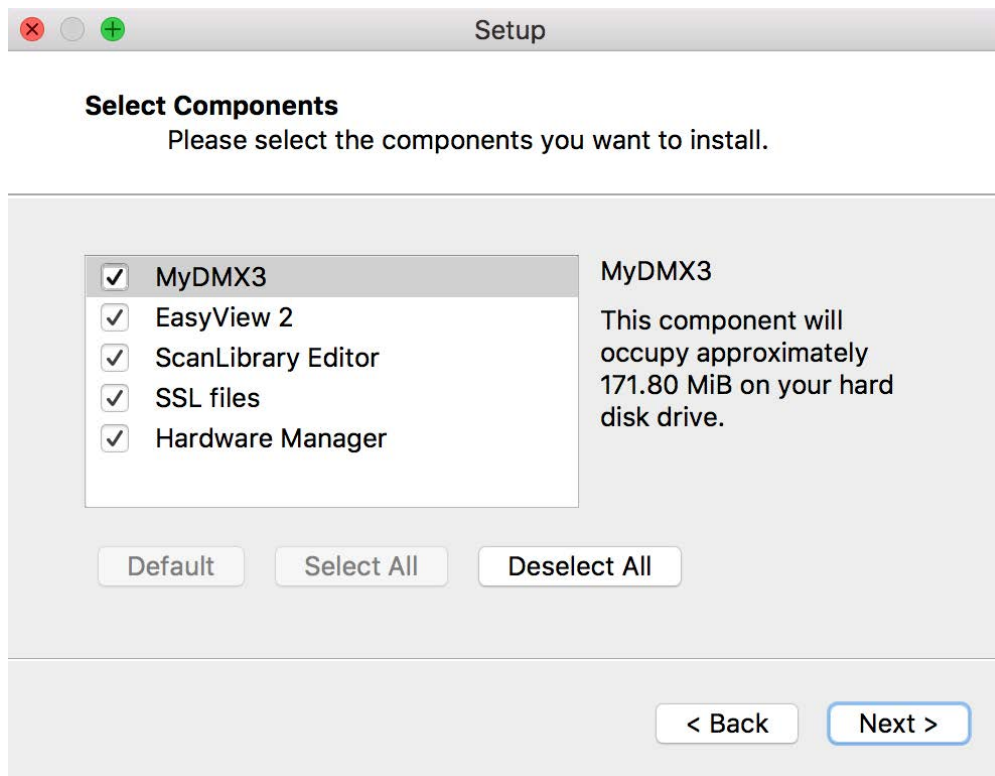 Setup
Select Components
Please select the components you want to install.
MyDMX3
EasyView 2
ScanLibrary Editor
SSL files
Hardware Manager
MyDMX3
This component will
occupy approximately
171.80 MiB on your hard
disk drive.
Default
Select All
Deselect All
< Back
Next >